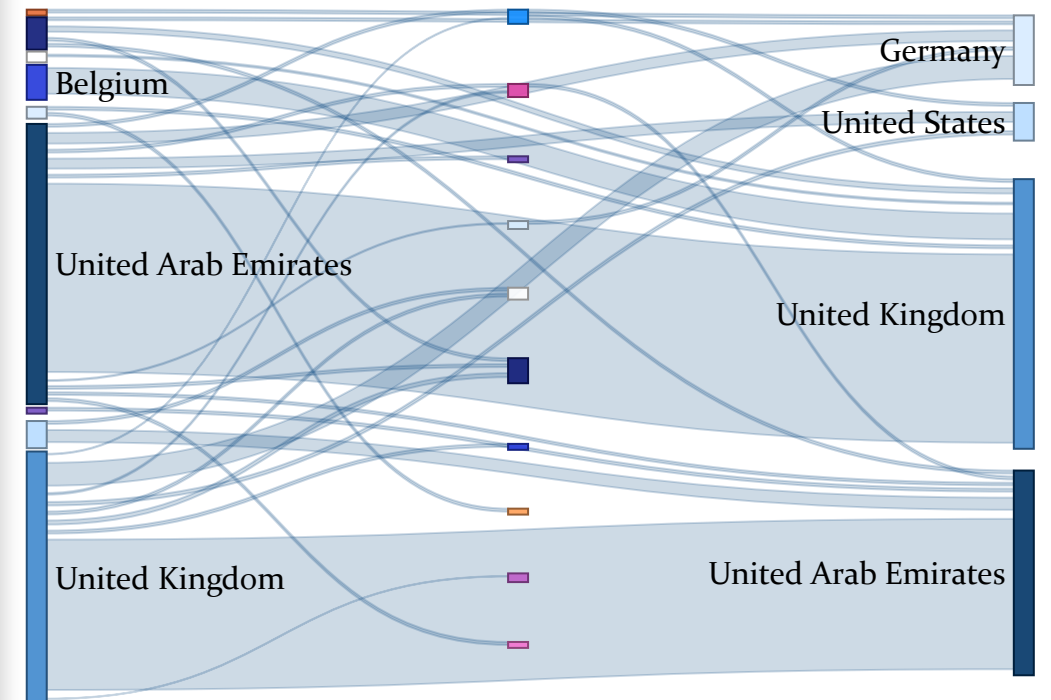 Belgium
United Arab Emirates
United Kingdom
Germany
United States
United Kingdom
United Arab Emirates